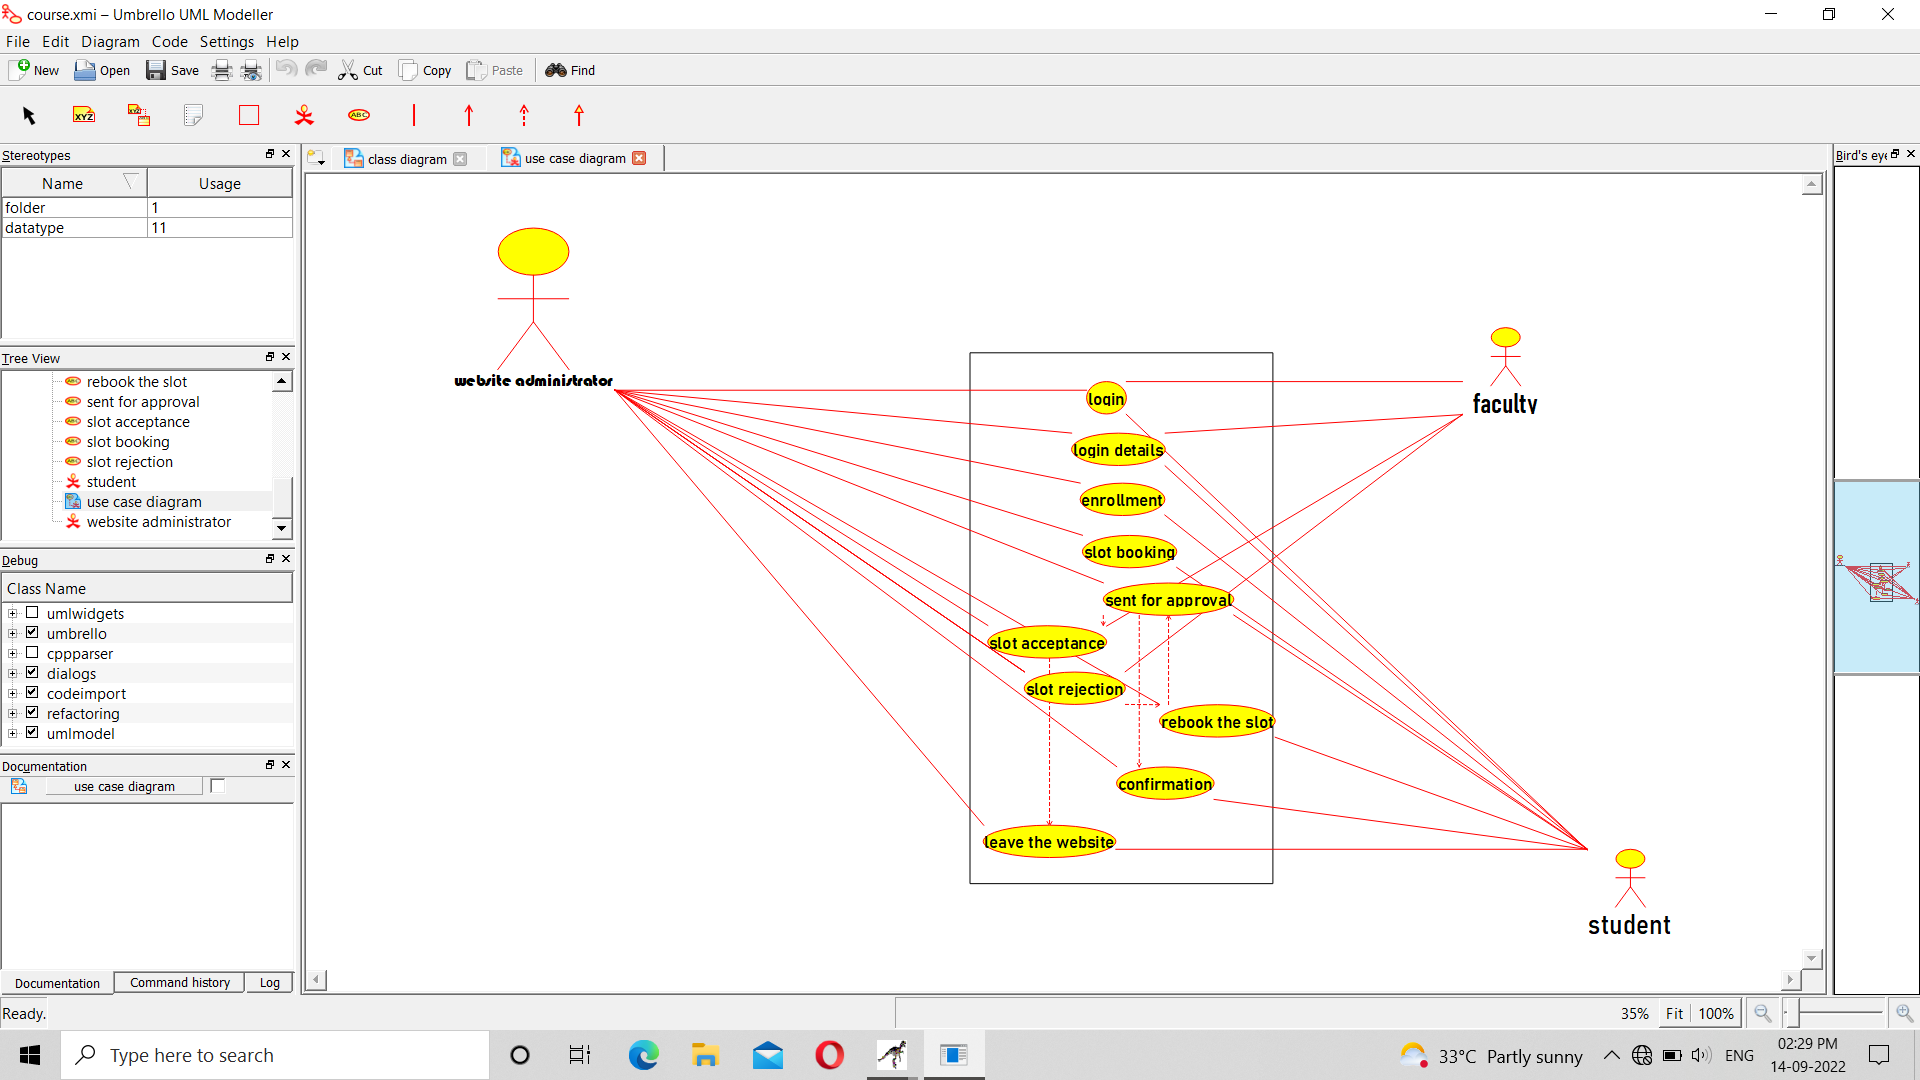 course.xmi – Umbrello UML Modeller
File Edit Diagram Code Settings Help
New Open Save Cut Copy Paste Find
XYZ XYZ ABC
Stereotypes
Name Usage
folder 1
datatype 11
Tree View
rebook the slot
sent for approval
slot acceptance
slot booking
slot rejection
student
use case diagram
website administrator
Debug
Class Name
umlwidgets
umbrello
cppparser
dialogs
codeimport
refactoring
umlmodel
Documentation
use case diagram
Documentation Command history Log
class diagram use case diagram
website administrator
faculty
login
login details
enrollment
slot booking
sent for approval
slot acceptance
slot rejection
rebook the slot
confirmation
leave the website
student
Bird's eye
Ready.
35% Fit 100%
Type here to search
33°C Partly sunny
ENG
02:29 PM
14-09-2022